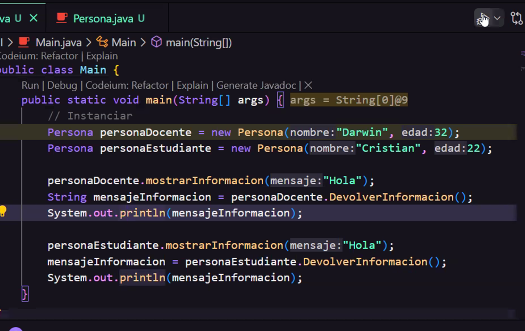 va U Persona.java U
Main.java > Main > main(String[])
Codeium: Refactor | Explain
public class Main {
Run | Debug | Codeium: Refactor | Explain | Generate Javadoc | ×
public static void main(String[] args) { args = String[0]@9
// Instanciar
Persona personaDocente = new Persona(nombre:"Darwin", edad:32);
Persona personaEstudiante = new Persona(nombre:"Cristian", edad:22);
personaDocente.mostrarInformacion(mensaje:"Hola");
String mensajeInformacion = personaDocente.DevolverInformacion();
System.out.println(mensajeInformacion);
personaEstudiante.mostrarInformacion(mensaje:"Hola");
mensajeInformacion = personaEstudiante.DevolverInformacion();
System.out.println(mensajeInformacion);
}